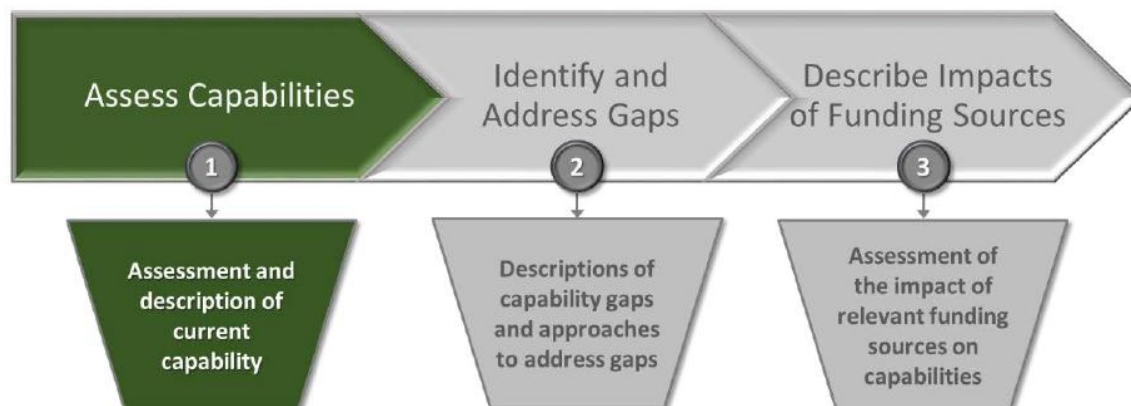 Assess Capabilities
Identify and
Address Gaps
Describe Impacts
of Funding Sources
1
2
3
Assessment and
description of
current
capability
Descriptions of
capability gaps
and approaches
to address gaps
Assessment of
the impact of
relevant funding
sources on
capabilities